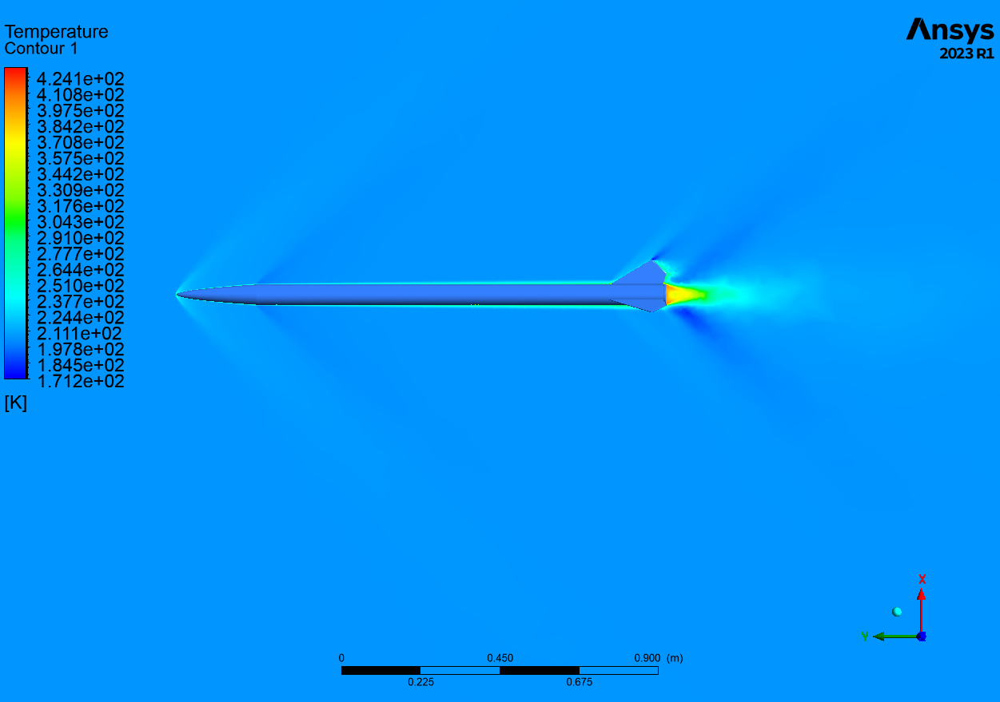 Temperature
Contour 1
Ansys
2023 R1
4.241e+02
4.108e+02
3.975e+02
3.842e+02
3.708e+02
3.575e+02
3.442e+02
3.309e+02
3.176e+02
3.043e+02
2.910e+02
2.777e+02
2.644e+02
2.510e+02
2.377e+02
2.244e+02
2.111e+02
1.978e+02
1.845e+02
1.712e+02
[K]
X
Y
0 0.450 0.900 (m)
0.225 0.675